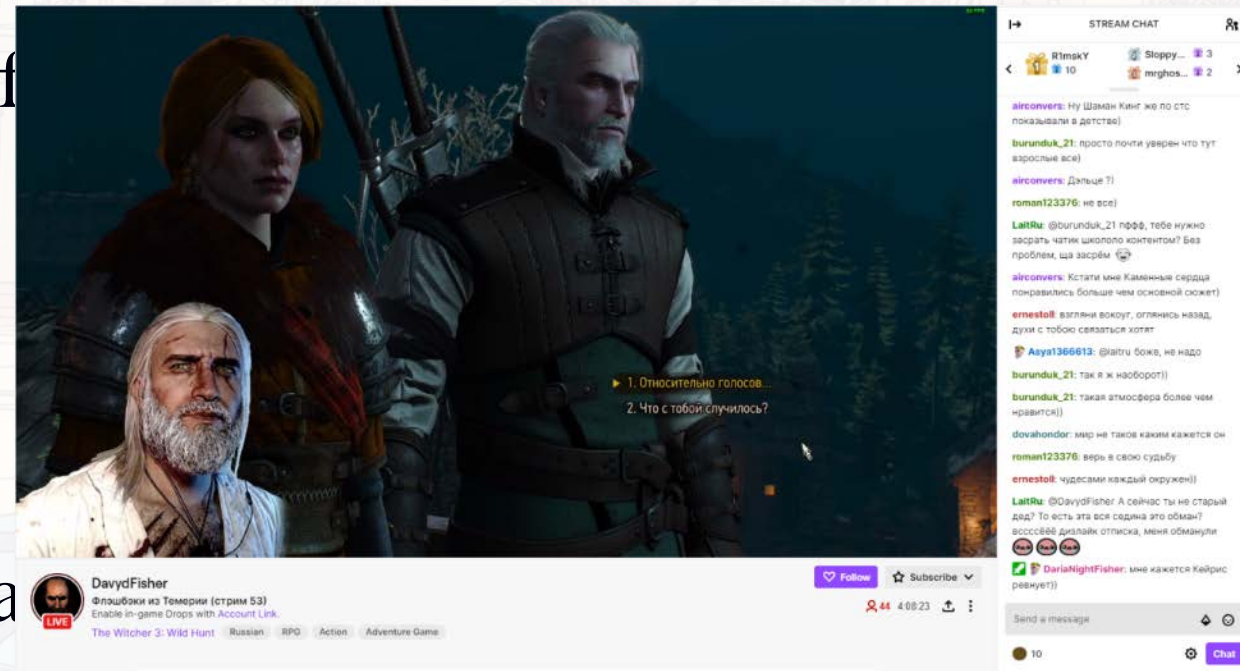 f
a
1. Относительно голосов...
2. Что с тобой случилось?
LIVE
DavydFisher
Флэшбэки из Темерии (стрим 53)
Enable in-game Drops with Account Link.
The Witcher 3: Wild Hunt Russian RPG Action Adventure Game
Follow Subscribe
44 4:08:23
STREAM CHAT
1 R1mskY 10
Sloppy... 3
mrghos... 2
airconvers: Ну Шаман Кинг же по стс
показывали в детстве)
burunduk_21: просто почти уверен что тут
взрослые все)
airconvers: Дэльце ?)
roman123376: не все)
LaitRu: @burunduk_21 пффф, тебе нужно
засрать чатик школоло контентом? Без
проблем, ща засрём
airconvers: Кстати мне Каменные сердца
понравились больше чем основной сюжет)
ernestoll: взгляни вокруг, оглянись назад,
духи с тобою связаться хотят
Asya1366613: @laitru боже, не надо
burunduk_21: так я ж наоборот))
burunduk_21: такая атмосфера более чем
нравится))
dovahondor: мир не таков каким кажется он
roman123376: верь в свою судьбу
ernestoll: чудесами каждый окружен))
LaitRu: @DavydFisher А сейчас ты не старый
дед? То есть эта вся седина это обман?
вссссёёё дизлайк отписка, меня обманули
DariaNightFisher: мне кажется Кейрис
ревнует))
Send a message
10 Chat